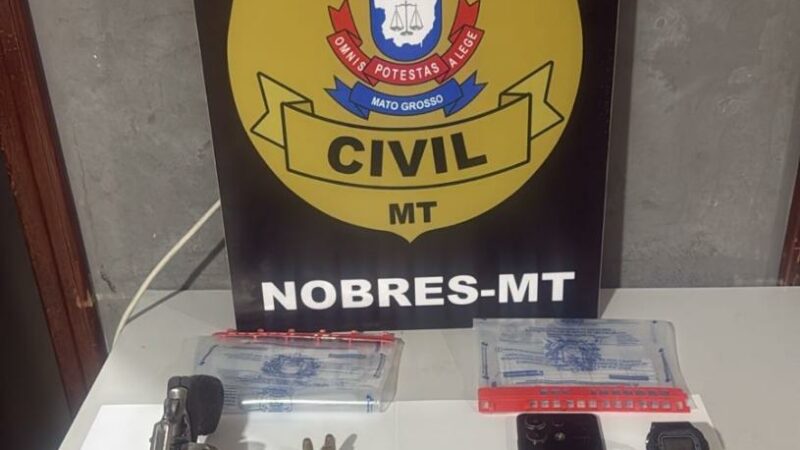 OMNIS POTESTAS A LEGE
MATO GROSSO
CIVIL
MT
NOBRES-MT